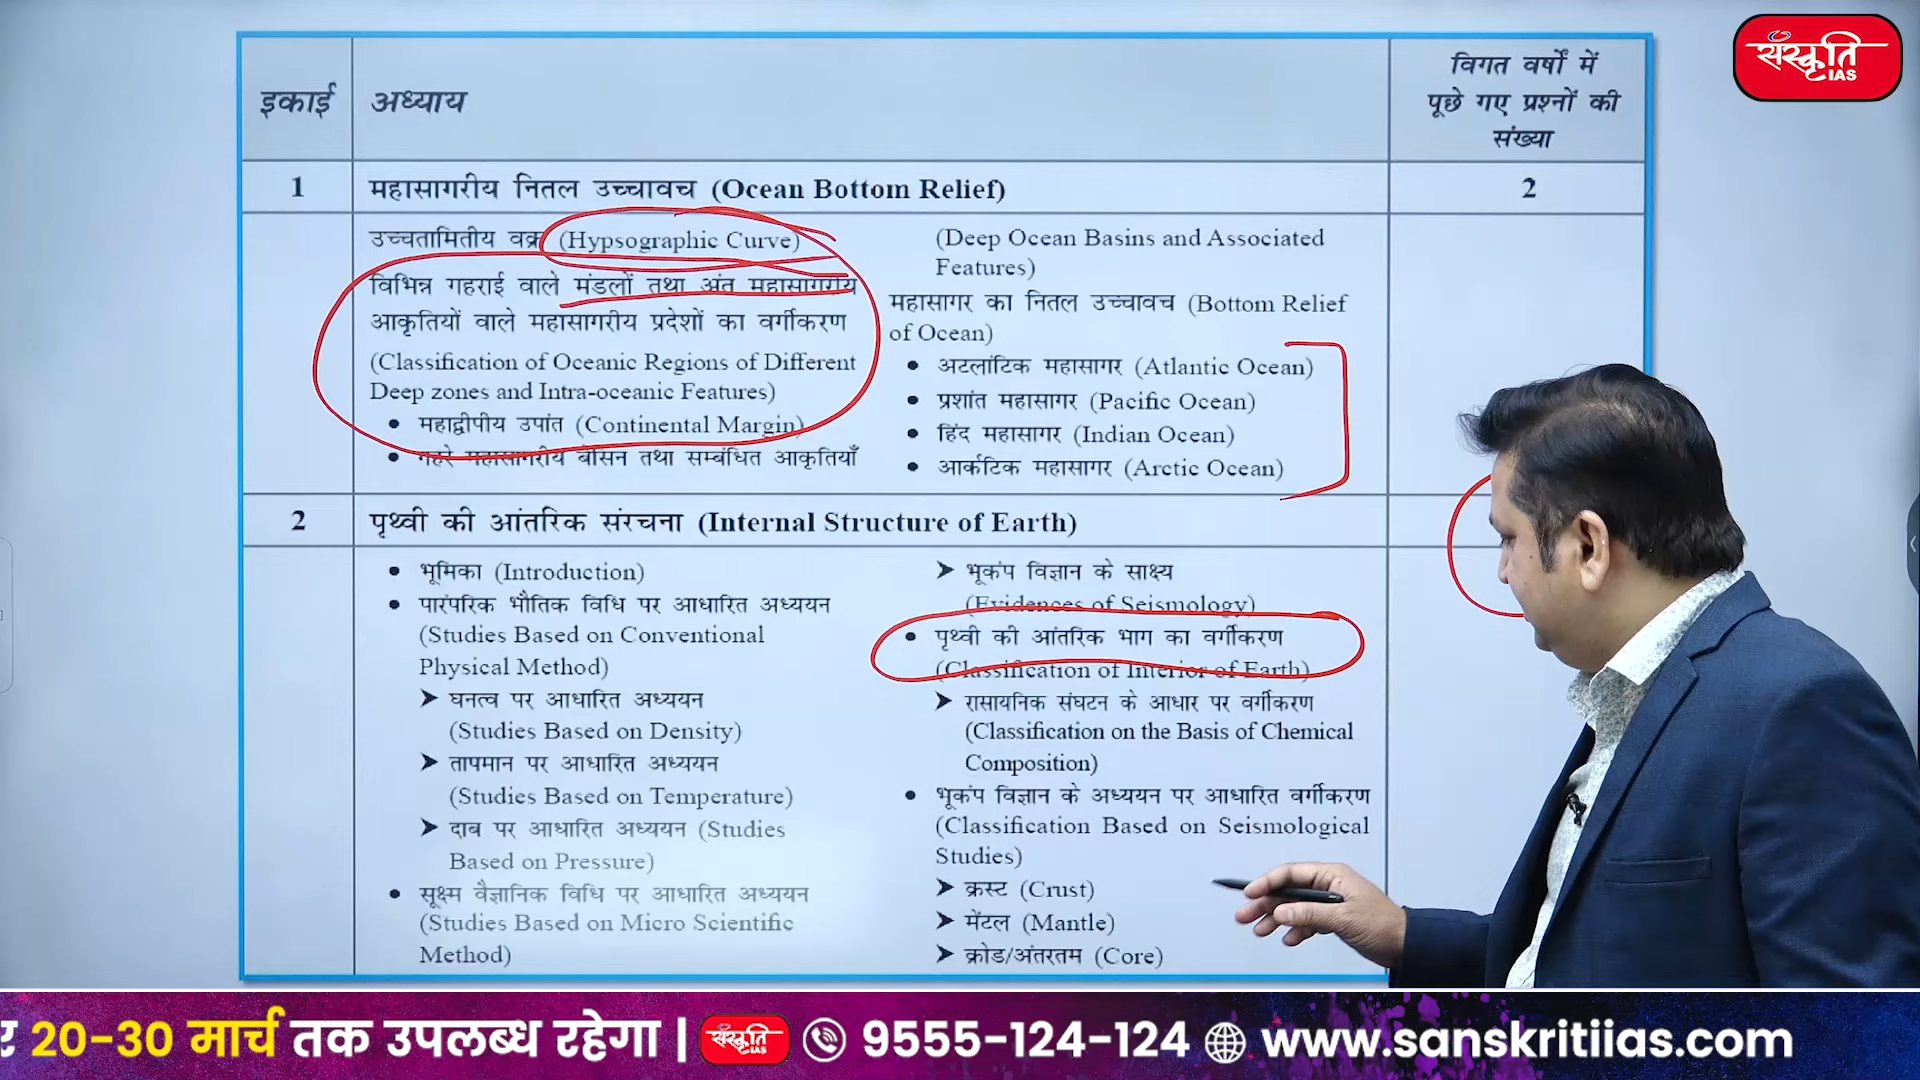 संस्कृति
IAS
इकाई
अध्याय
विगत वर्षों में
पूछे गए प्रश्नों की
संख्या
1
महासागरीय नितल उच्चावच (Ocean Bottom Relief)
2
उच्चतामितीय वक्र (Hypsographic Curve)
विभिन्न गहराई वाले मंडलों तथा अंत महासागरीय
आकृतियों वाले महासागरीय प्रदेशों का वर्गीकरण
(Classification of Oceanic Regions of Different
Deep zones and Intra-oceanic Features)
• महाद्वीपीय उपांत (Continental Margin)
• गहरे महासागरीय बेसिन तथा सम्बंधित आकृतियाँ
(Deep Ocean Basins and Associated
Features)
महासागर का नितल उच्चावच (Bottom Relief
of Ocean)
• अटलांटिक महासागर (Atlantic Ocean)
• प्रशांत महासागर (Pacific Ocean)
• हिंद महासागर (Indian Ocean)
• आर्कटिक महासागर (Arctic Ocean)
2
पृथ्वी की आंतरिक संरचना (Internal Structure of Earth)
• भूमिका (Introduction)
• पारंपरिक भौतिक विधि पर आधारित अध्ययन
(Studies Based on Conventional
Physical Method)
➤ घनत्व पर आधारित अध्ययन
(Studies Based on Density)
➤ तापमान पर आधारित अध्ययन
(Studies Based on Temperature)
➤ दाब पर आधारित अध्ययन (Studies
Based on Pressure)
• सूक्ष्म वैज्ञानिक विधि पर आधारित अध्ययन
(Studies Based on Micro Scientific
Method)
➤ भूकंप विज्ञान के साक्ष्य
(Evidences of Seismology)
• पृथ्वी की आंतरिक भाग का वर्गीकरण
(Classification of Interior of Earth)
➤ रासायनिक संघटन के आधार पर वर्गीकरण
(Classification on the Basis of Chemical
Composition)
• भूकंप विज्ञान के अध्ययन पर आधारित वर्गीकरण
(Classification Based on Seismological
Studies)
➤ क्रस्ट (Crust)
➤ मेंटल (Mantle)
➤ क्रोड/अंतरतम (Core)
20-30 मार्च तक उपलब्ध रहेगा | संस्कृति IAS 9555-124-124 www.sanskritiias.com